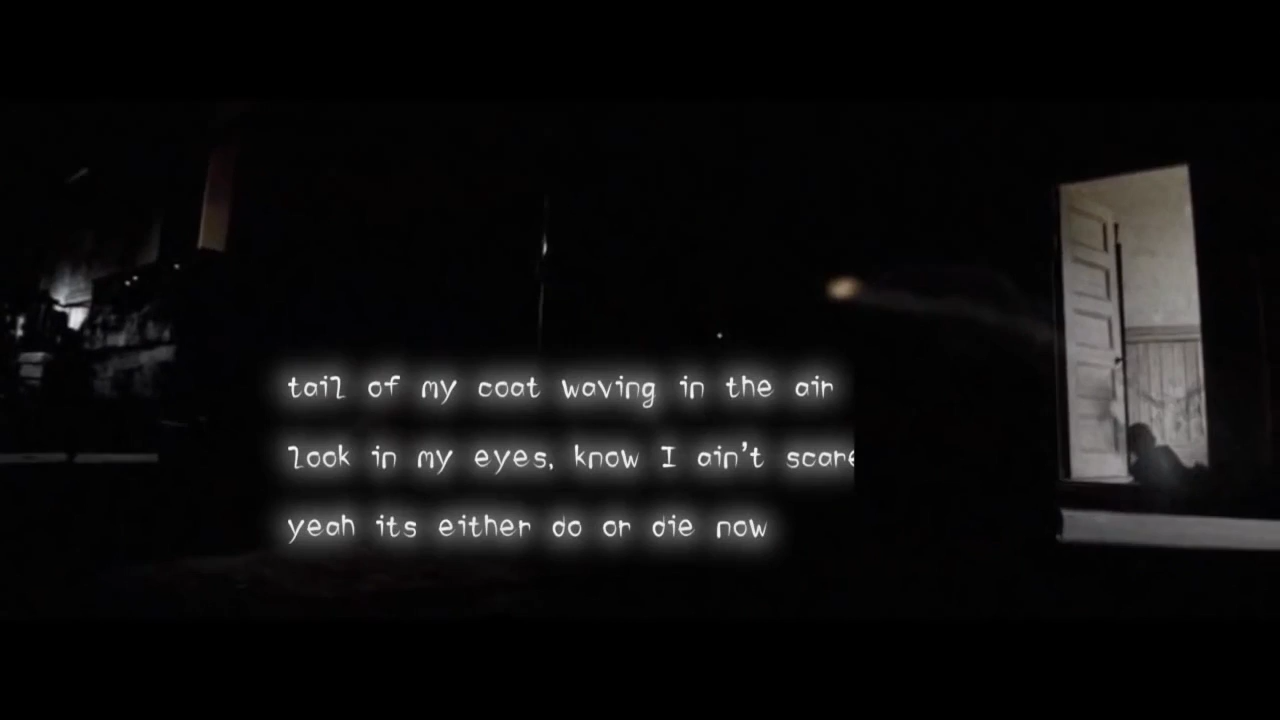 tail of my coat waving in the air
look in my eyes, know I ain't scare
yeah its either do or die now